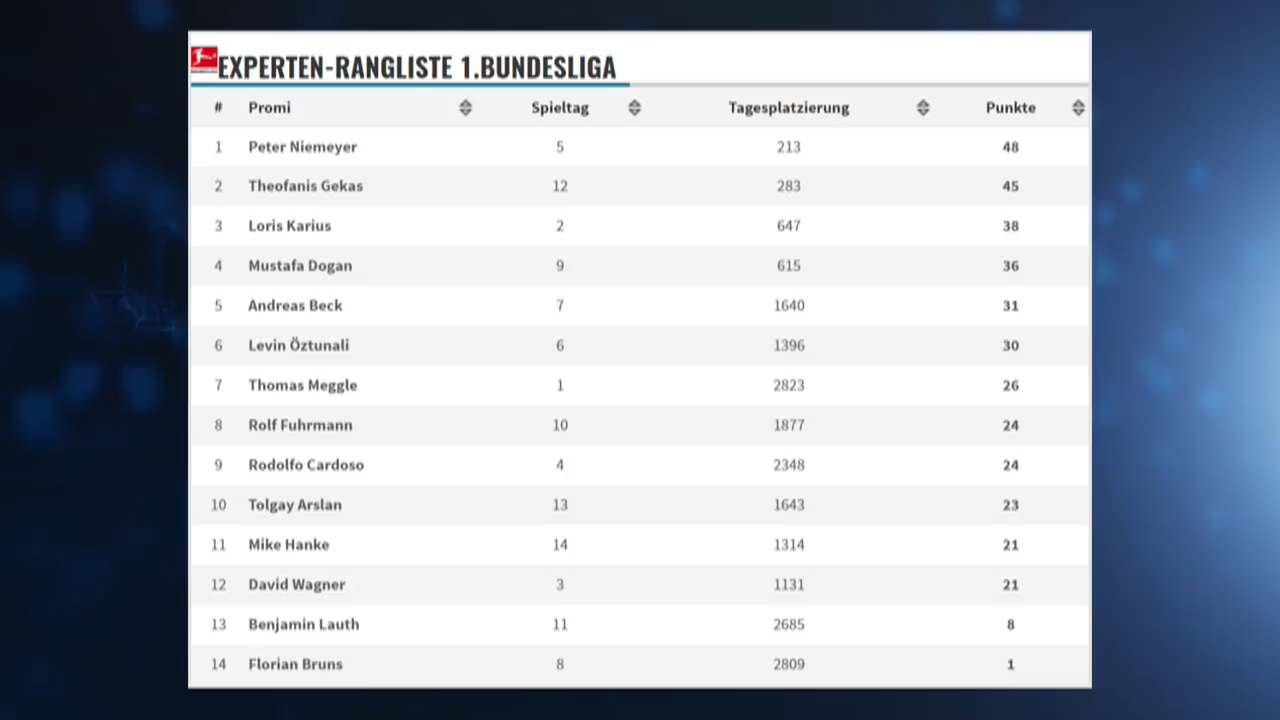 EXPERTEN-RANGLISTE 1.BUNDESLIGA
# Promi Spieltag Tagesplatzierung Punkte
1 Peter Niemeyer 5 213 48
2 Theofanis Gekas 12 283 45
3 Loris Karius 2 647 38
4 Mustafa Dogan 9 615 36
5 Andreas Beck 7 1640 31
6 Levin Öztunali 6 1396 30
7 Thomas Meggle 1 2823 26
8 Rolf Fuhrmann 10 1877 24
9 Rodolfo Cardoso 4 2348 24
10 Tolgay Arslan 13 1643 23
11 Mike Hanke 14 1314 21
12 David Wagner 3 1131 21
13 Benjamin Lauth 11 2685 8
14 Florian Bruns 8 2809 1